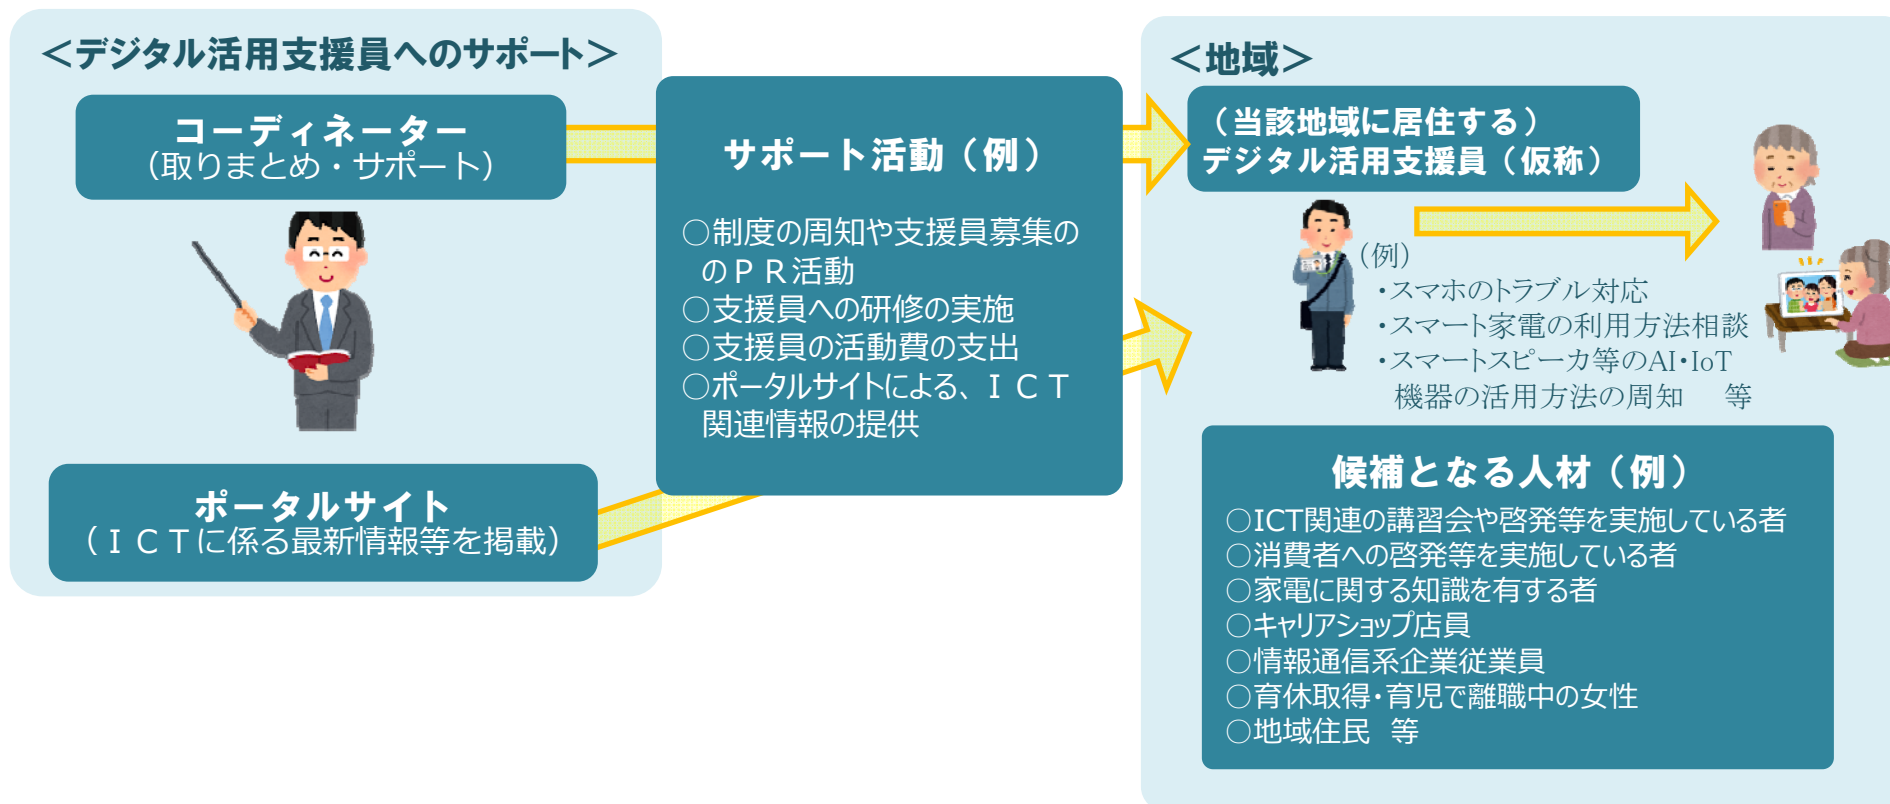 ＜デジタル活用支援員へのサポート＞
コーディネーター
（取りまとめ・サポート）
ポータルサイト
（ＩＣＴに係る最新情報等を掲載）
サポート活動（例）
○制度の周知や支援員募集の
のＰＲ活動
○支援員への研修の実施
○支援員の活動費の支出
○ポータルサイトによる、ＩＣＴ
関連情報の提供
＜地域＞
（当該地域に居住する）
デジタル活用支援員（仮称）
（例）
・スマホのトラブル対応
・スマート家電の利用方法相談
・スマートスピーカ等のAI・IoT
機器の活用方法の周知　等
候補となる人材（例）
○ICT関連の講習会や啓発等を実施している者
○消費者への啓発等を実施している者
○家電に関する知識を有する者
○キャリアショップ店員
○情報通信系企業従業員
○育休取得・育児で離職中の女性
○地域住民　等